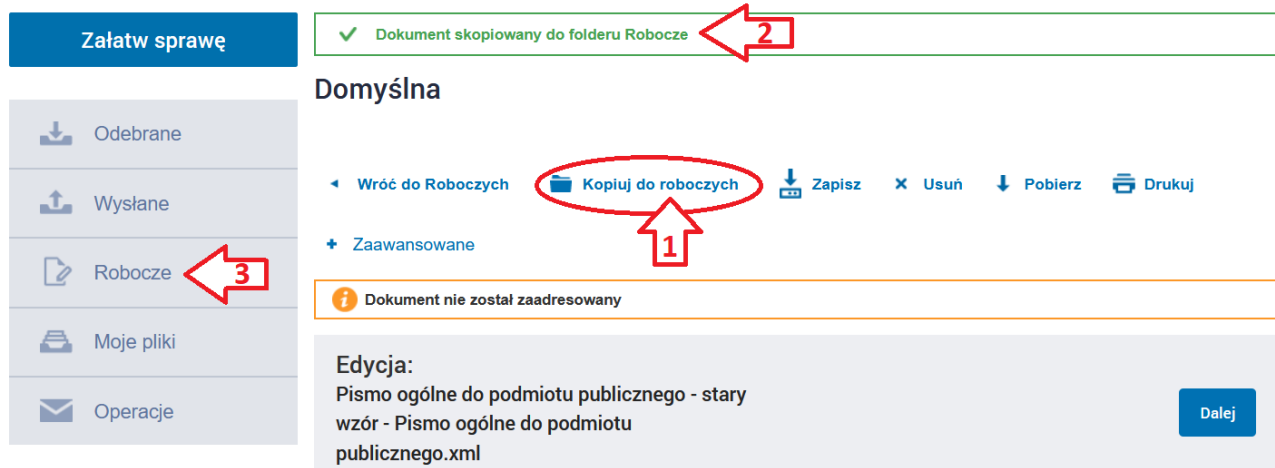 Załatw sprawę
Odebrane
Wysłane
Robocze
3
Moje pliki
Operacje
Dokument skopiowany do folderu Robocze
2
Domyślna
Wróć do Roboczych Kopiuj do roboczych Zapisz Usuń Pobierz Drukuj
1
Zaawansowane
Dokument nie został zaadresowany
Edycja:
Pismo ogólne do podmiotu publicznego - stary
wzór - Pismo ogólne do podmiotu
publicznego.xml
Dalej